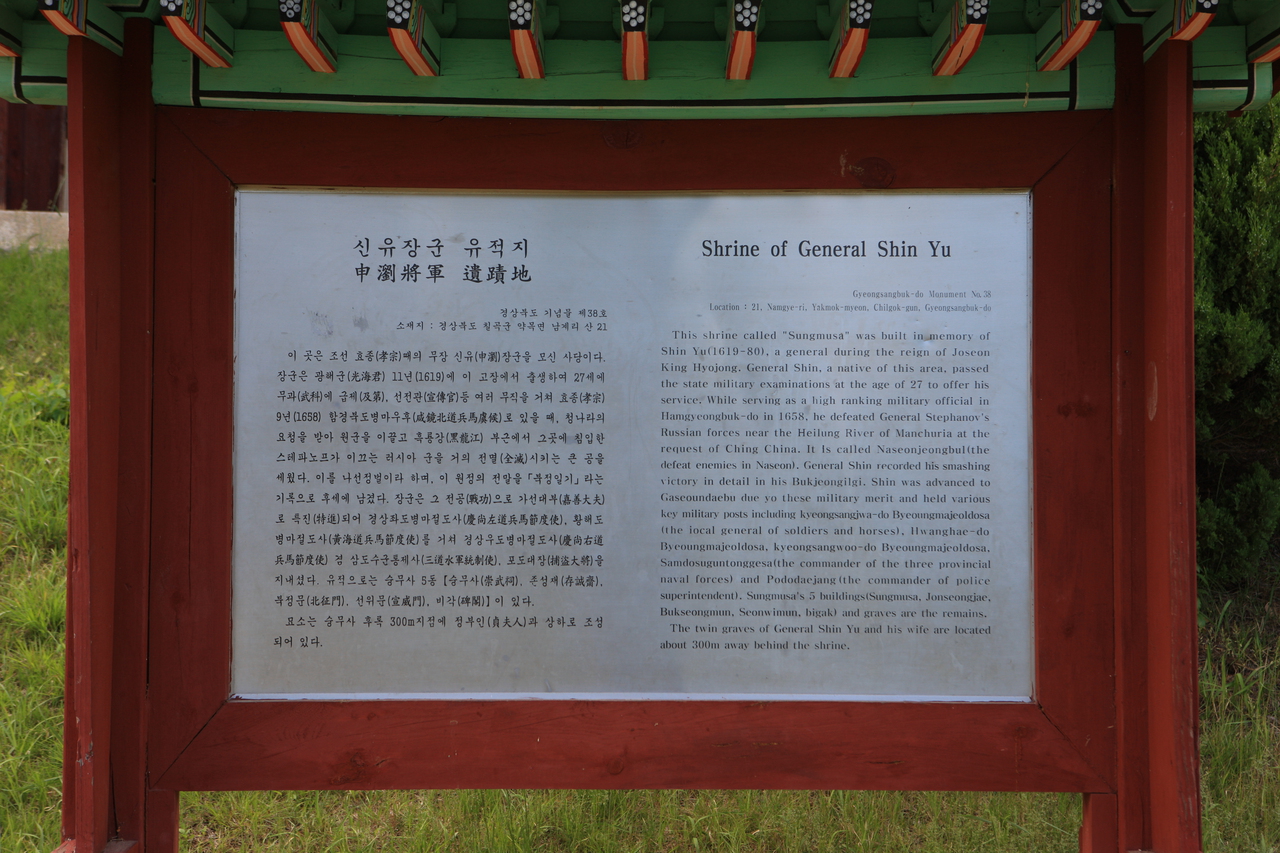 신유장군 유적지
申瀏將軍 遺蹟地
경상북도 기념물 제38호
소재지 : 경상북도 칠곡군 약목면 남계리 산 21
이 곳은 조선 효종(孝宗)때의 무장 신유(申瀏)장군을 모신 사당이다.
장군은 광해군(光海君) 11년(1619)에 이 고장에서 출생하여 27세에
무과(武科)에 급제(及第), 선전관(宣傳官)등 여러 무직을 거쳐 효종(孝宗)
9년(1658) 함경북도병마우후(咸鏡北道兵馬虞候)로 있을 때, 청나라의
요청을 받아 원군을 이끌고 흑룡강(黑龍江) 부근에서 그곳에 침입한
스테파노프가 이끄는 러시아 군을 거의 전멸(全滅)시키는 큰 공을
세웠다. 이를 나선정벌이라 하며, 이 원정의 전말을 「북정일기」라는
기록으로 후세에 남겼다. 장군은 그 전공(戰功)으로 가선대부(嘉善大夫)
로 특진(特進)되어 경상좌도병마절도사(慶尙左道兵馬節度使), 황해도
병마절도사(黃海道兵馬節度使)를 거쳐 경상우도병마절도사(慶尙右道
兵馬節度使) 겸 삼도수군통제사(三道水軍統制使), 포도대장(捕盜大將)을
지내셨다. 유적으로는 숭무사 5동【숭무사(崇武祠), 존성재(存誠齋),
북정문(北征門), 선위문(宣威門), 비각(碑閣)】이 있다.
묘소는 숭무사 후록 300m지점에 정부인(貞夫人)과 상하로 조성
되어 있다.
Shrine of General Shin Yu
Gyeongsangbuk-do Monument No.38
Location : 21, Namgye-ri, Yakmok-myeon, Chilgok-gun, Gyeongsangbuk-do
This shrine called "Sungmusa" was built in memory of
Shin Yu(1619-80), a general during the reign of Joseon
King Hyojong. General Shin, a native of this area, passed
the state military examinations at the age of 27 to offer his
service. While serving as a high ranking military official in
Hamgyeongbuk-do in 1658, he defeated General Stephanov's
Russian forces near the Heilung River of Manchuria at the
request of Ching China. It Is called Naseonjeongbul(the
defeat enemies in Naseon). General Shin recorded his smashing
victory in detail in his Bukjeongilgi. Shin was advanced to
Gaseoundaebu due yo these military merit and held various
key military posts including kyeongsangjwa-do Byeoungmajeoldosa
(the iocal general of soldiers and horses), Hwanghae-do
Byeoungmajeoldosa, kyeongsangwoo-do Byeoungmajeoldosa,
Samdosuguntonggesa(the commander of the three provincial
naval forces) and Pododaejang(the commander of police
superintendent). Sungmusa's 5 buildings(Sungmusa, Jonseongjae,
Bukseongmun, Seonwimun, bigak) and graves are the remains.
The twin graves of General Shin Yu and his wife are located
about 300m away behind the shrine.